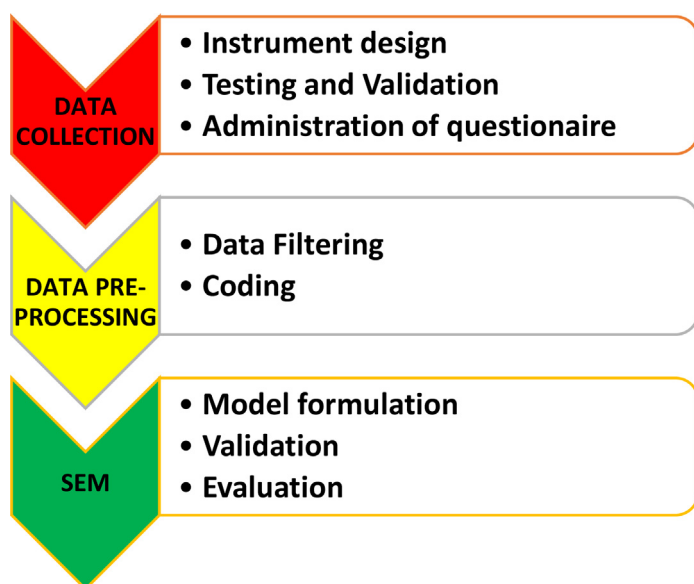 DATA
COLLECTION
• Instrument design
• Testing and Validation
• Administration of questionaire
DATA PRE-
PROCESSING
• Data Filtering
• Coding
SEM
• Model formulation
• Validation
• Evaluation